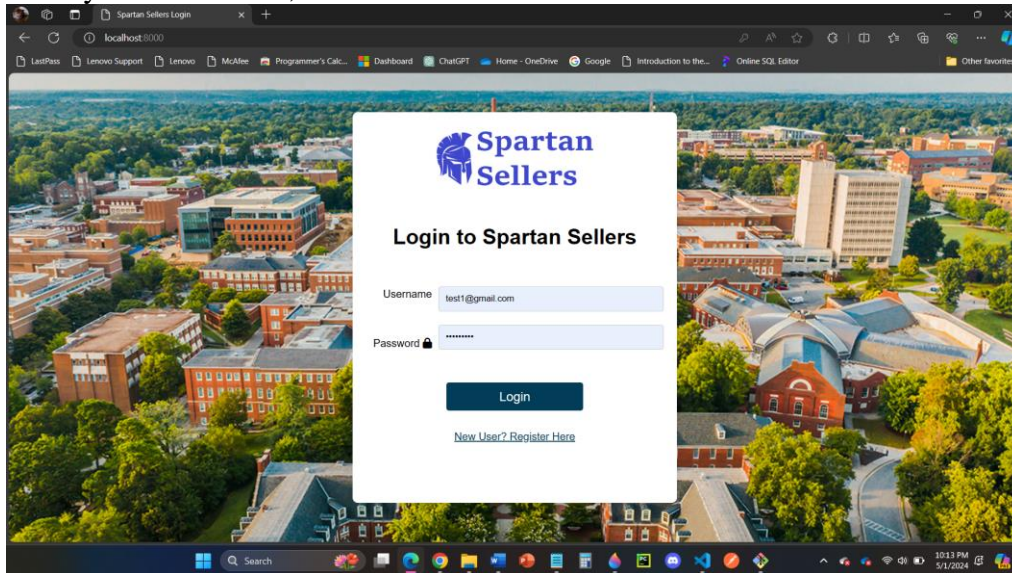 Spartan Sellers Login
localhost:8000
LastPass Lenovo Support Lenovo McAfee Programmer's Calc... Dashboard ChatGPT Home - OneDrive Google Introduction to the... Online SQL Editor Other favorites
Spartan
Sellers
Login to Spartan Sellers
Username test1@gmail.com
Password
Login
New User? Register Here
Search
10:13 PM
5/1/2024